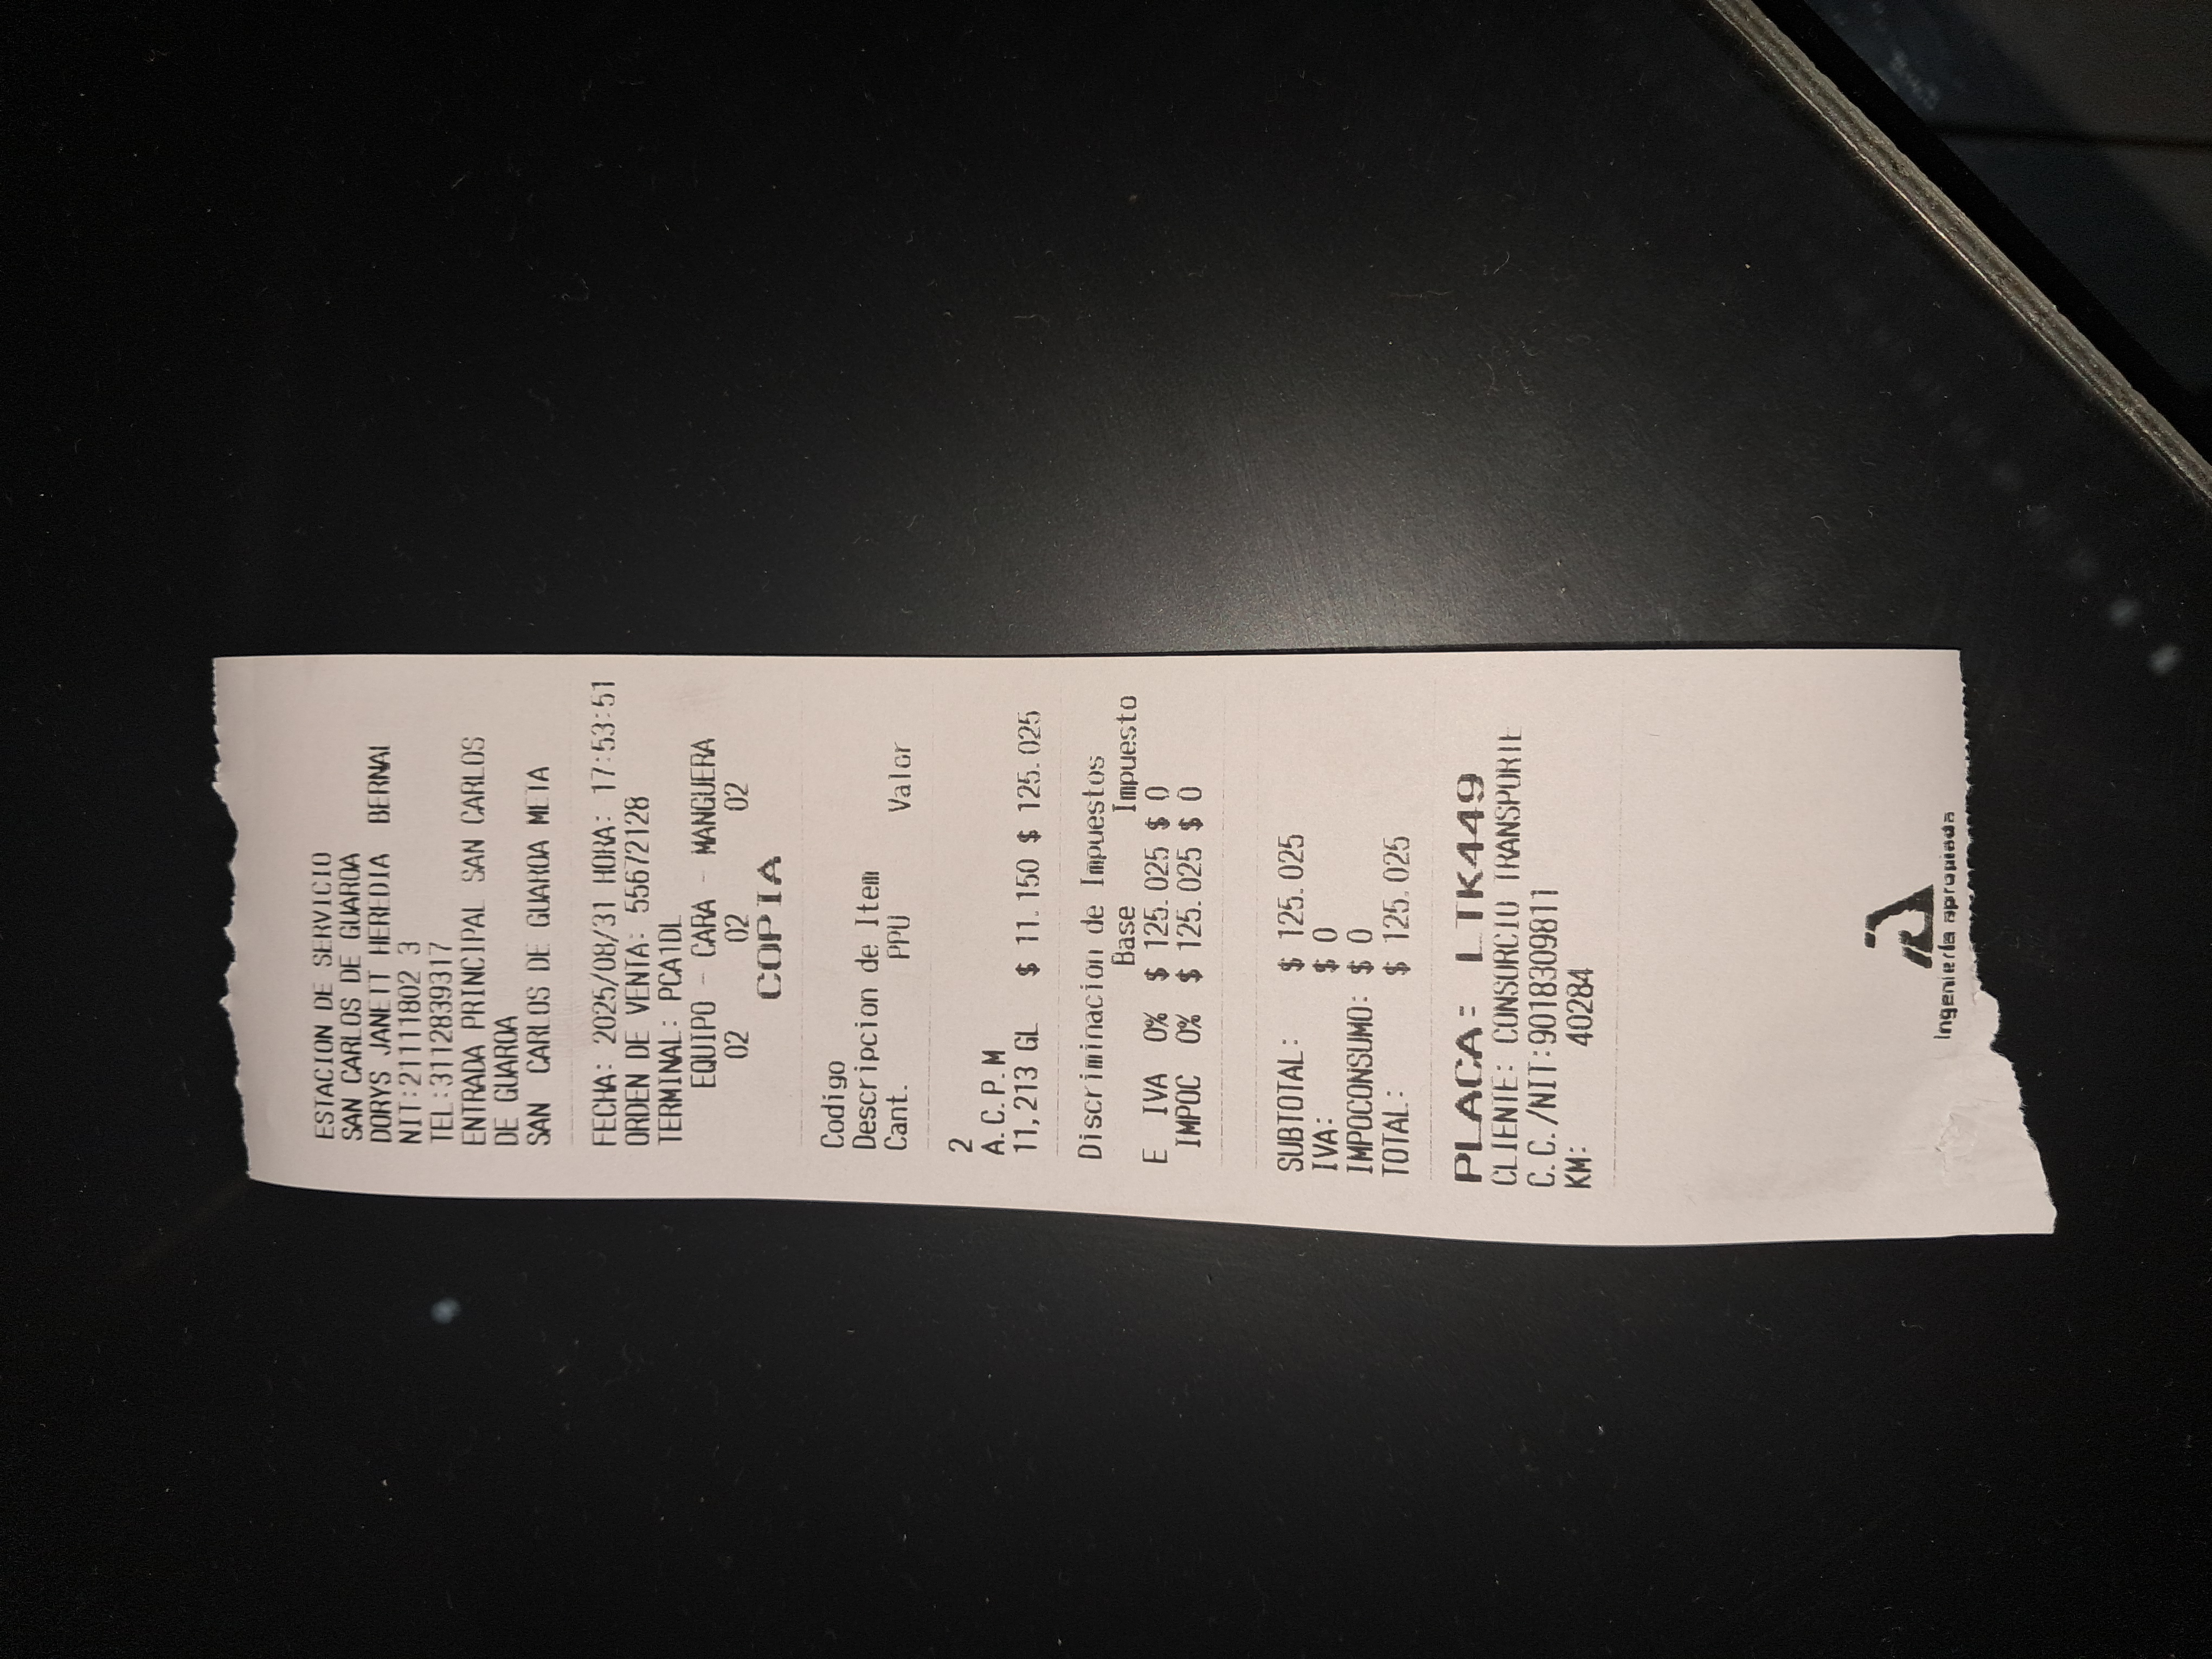 ESTACION DE SERVICIO
SAN CARLOS DE GUAROA
DORYS JANETT HEREDIA BERNAL
NIT:21111802 3
TEL:3112839317
ENTRADA PRINCIPAL SAN CARLOS
DE GUAROA
SAN CARLOS DE GUAROA META
FECHA: 2025/08/31 HORA: 17:53:51
ORDEN DE VENTA: 55672128
TERMINAL: PCA1DL
EQUIPO - CARA - MANGUERA
02 02 02
COPIA
Codigo
Descripcion de Item
Cant. PPU Valor
2
A.C.P.M
11,213 GL $ 11.150 $ 125.025
Discriminacion de Impuestos
Base Impuesto
E IVA 0% $ 125.025 $ 0
IMPOC 0% $ 125.025 $ 0
SUBTOTAL: $ 125.025
IVA: $ 0
IMPOCONSUMO: $ 0
TOTAL: $ 125.025
PLACA: LTK449
CLIENTE: CONSORCIO TRANSPORTE
C.C./NIT:9018309811
KM: 40284
Ingeniería apropiada